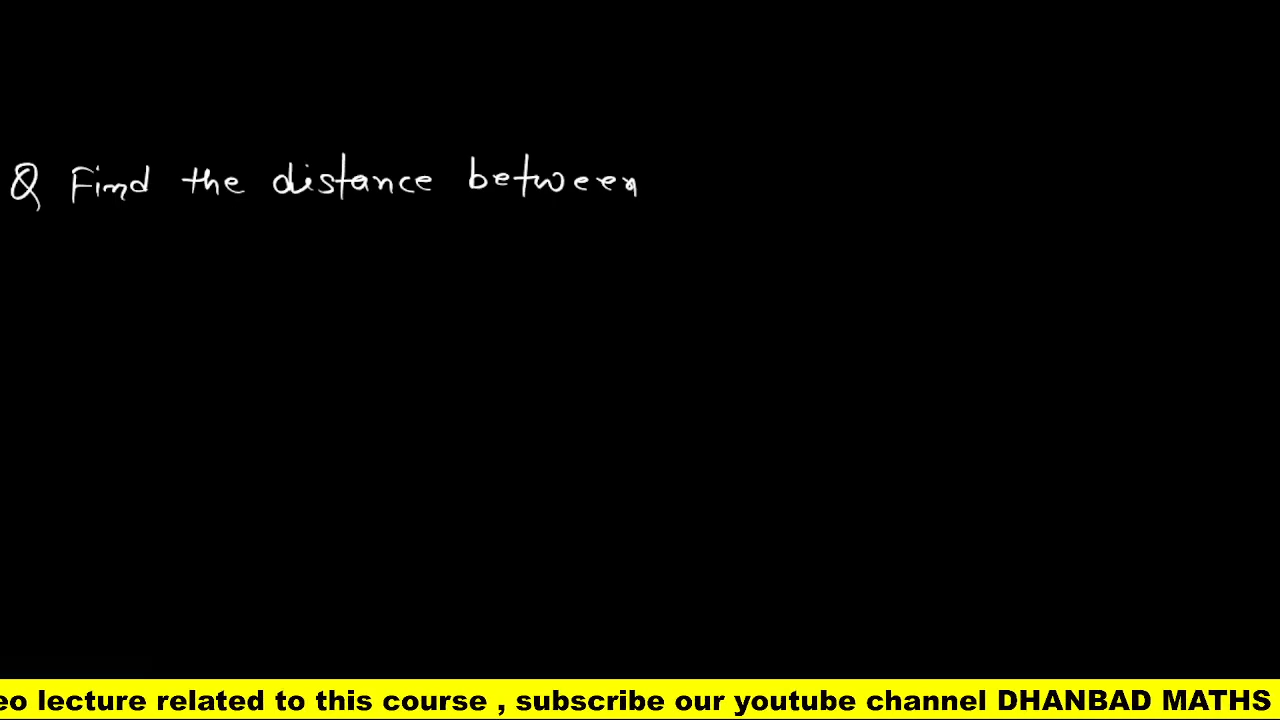 Q Find the distance between
eo lecture related to this course , subscribe our youtube channel DHANBAD MATHS